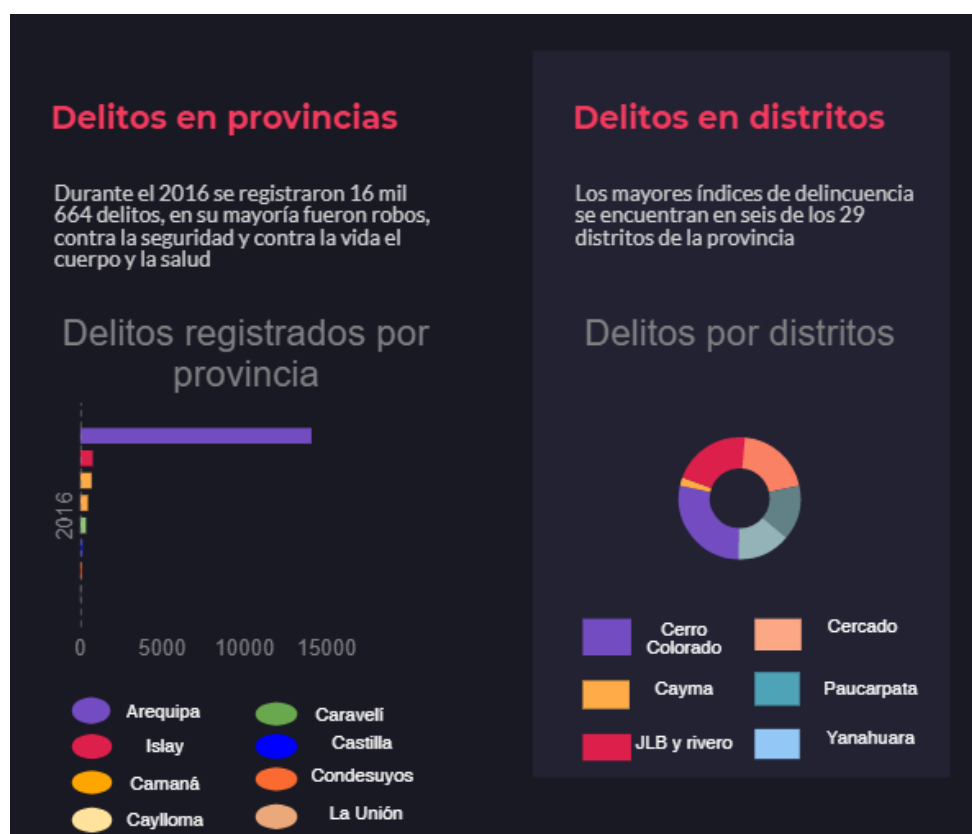 Delitos en provincias
Durante el 2016 se registraron 16 mil
664 delitos, en su mayoría fueron robos,
contra la seguridad y contra la vida el
cuerpo y la salud
Delitos registrados por
provincia
2016
0 5000 10000 15000
Arequipa
Islay
Camaná
Caylloma
Caravelí
Castilla
Condesuyos
La Unión
Delitos en distritos
Los mayores índices de delincuencia
se encuentran en seis de los 29
distritos de la provincia
Delitos por distritos
Cerro
Colorado
Cayma
JLB y rivero
Cercado
Paucarpata
Yanahuara